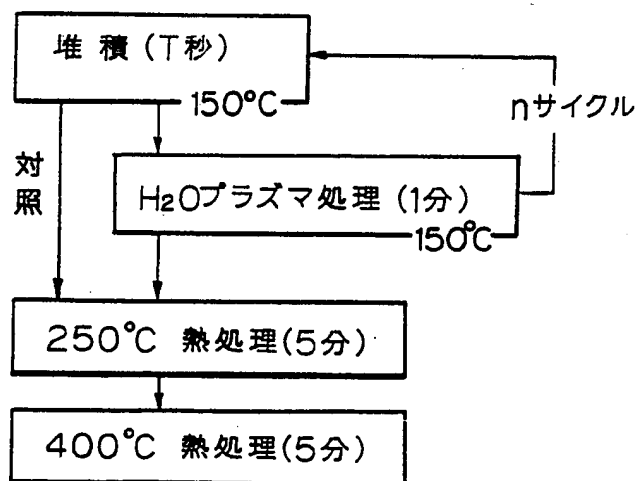 堆積(T秒)
150°C
nサイクル
対照
H2Oプラズマ処理(1分)
150°C
250°C 熱処理(5分)
400°C 熱処理(5分)